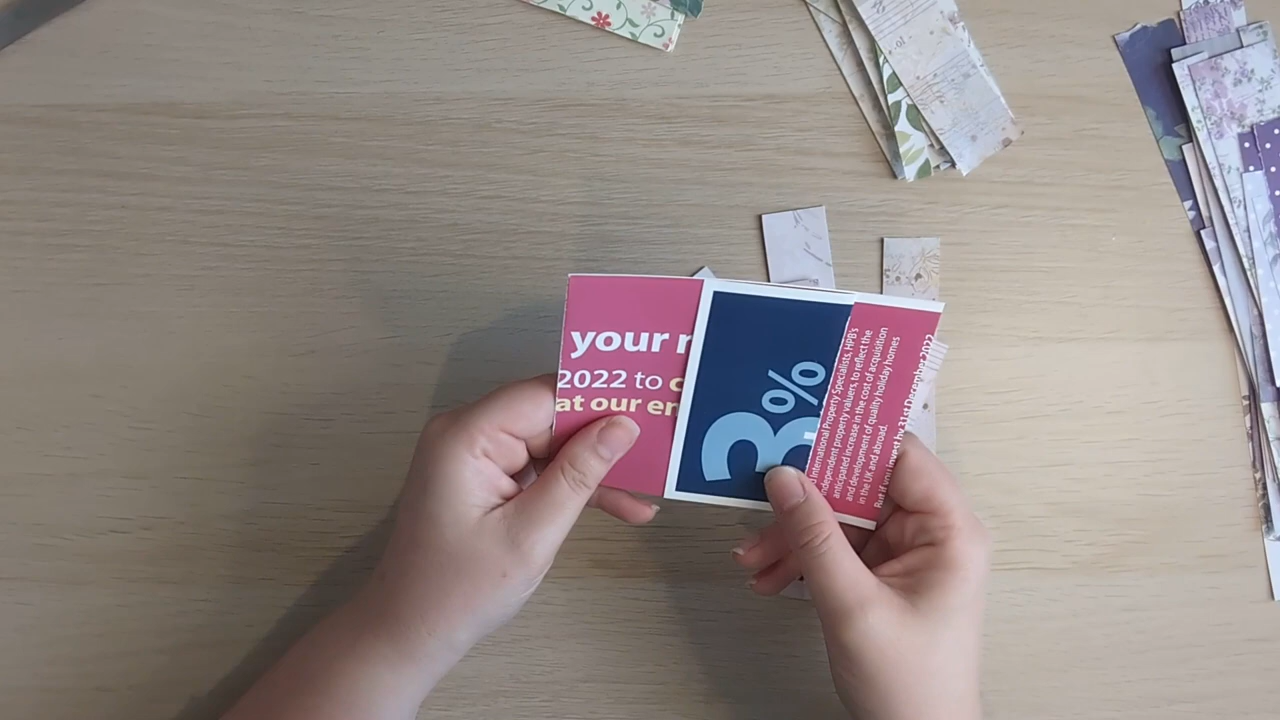 your
2022 to
at our
3%
International Property Specialists, HPB's
independent property valuers, to reflect the
anticipated increase in the cost of acquisition
and development of quality holiday homes
in the UK and abroad.
But if you invest by 31st December 2022